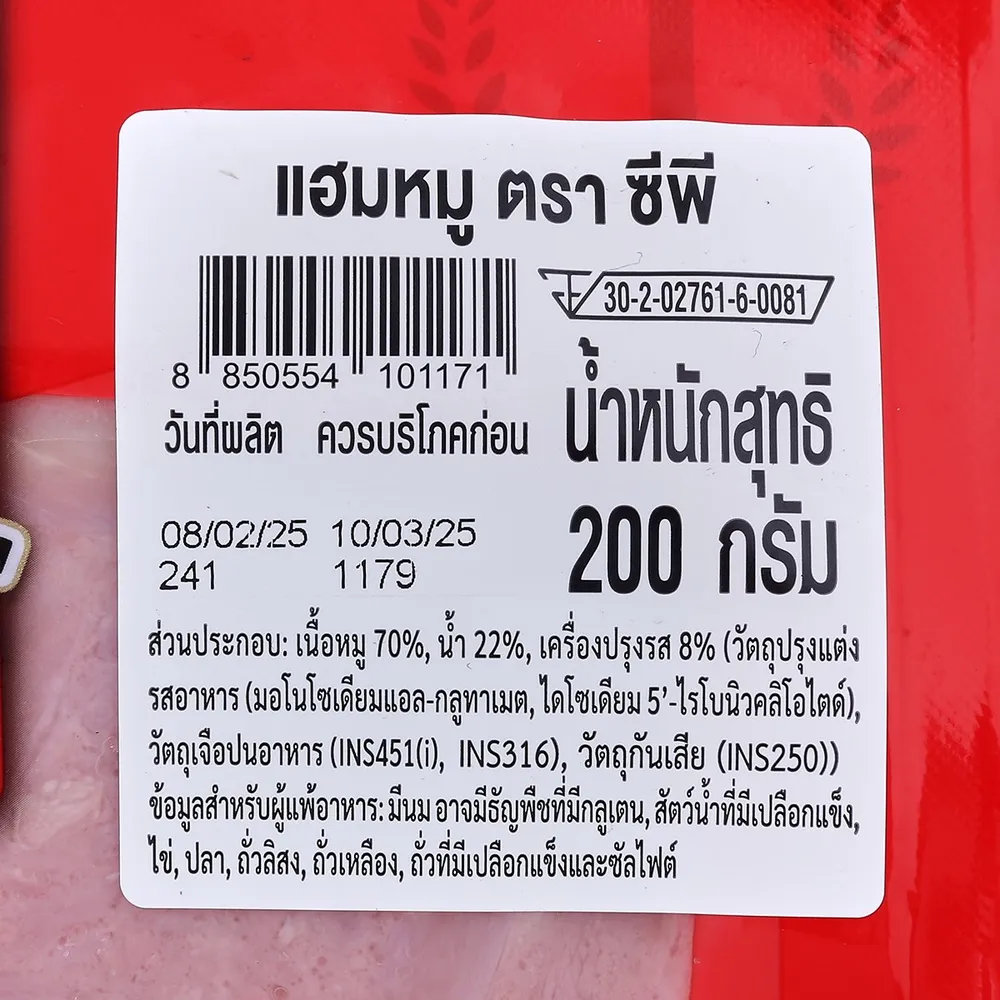 แฮมหมู ตรา ซีพี
30-2-02761-6-0081
8 850554 101171
น้ำหนักสุทธิ
วันที่ผลิต ควรบริโภคก่อน
200 กรัม
08/02/25 10/03/25
241 1179
ส่วนประกอบ: เนื้อหมู 70%, น้ำ 22%, เครื่องปรุงรส 8% (วัตถุปรุงแต่ง
รสอาหาร (มอโนโซเดียมแอล-กลูทาเมต, ไดโซเดียม 5’-ไรโบนิวคลิโอไตด์),
วัตถุเจือปนอาหาร (INS451(i), INS316), วัตถุกันเสีย (INS250))
ข้อมูลสำหรับผู้แพ้อาหาร: มีนม อาจมีธัญพืชที่มีกลูเตน, สัตว์น้ำที่มีเปลือกแข็ง,
ไข่, ปลา, ถั่วลิสง, ถั่วเหลือง, ถั่วที่มีเปลือกแข็งและซัลไฟต์